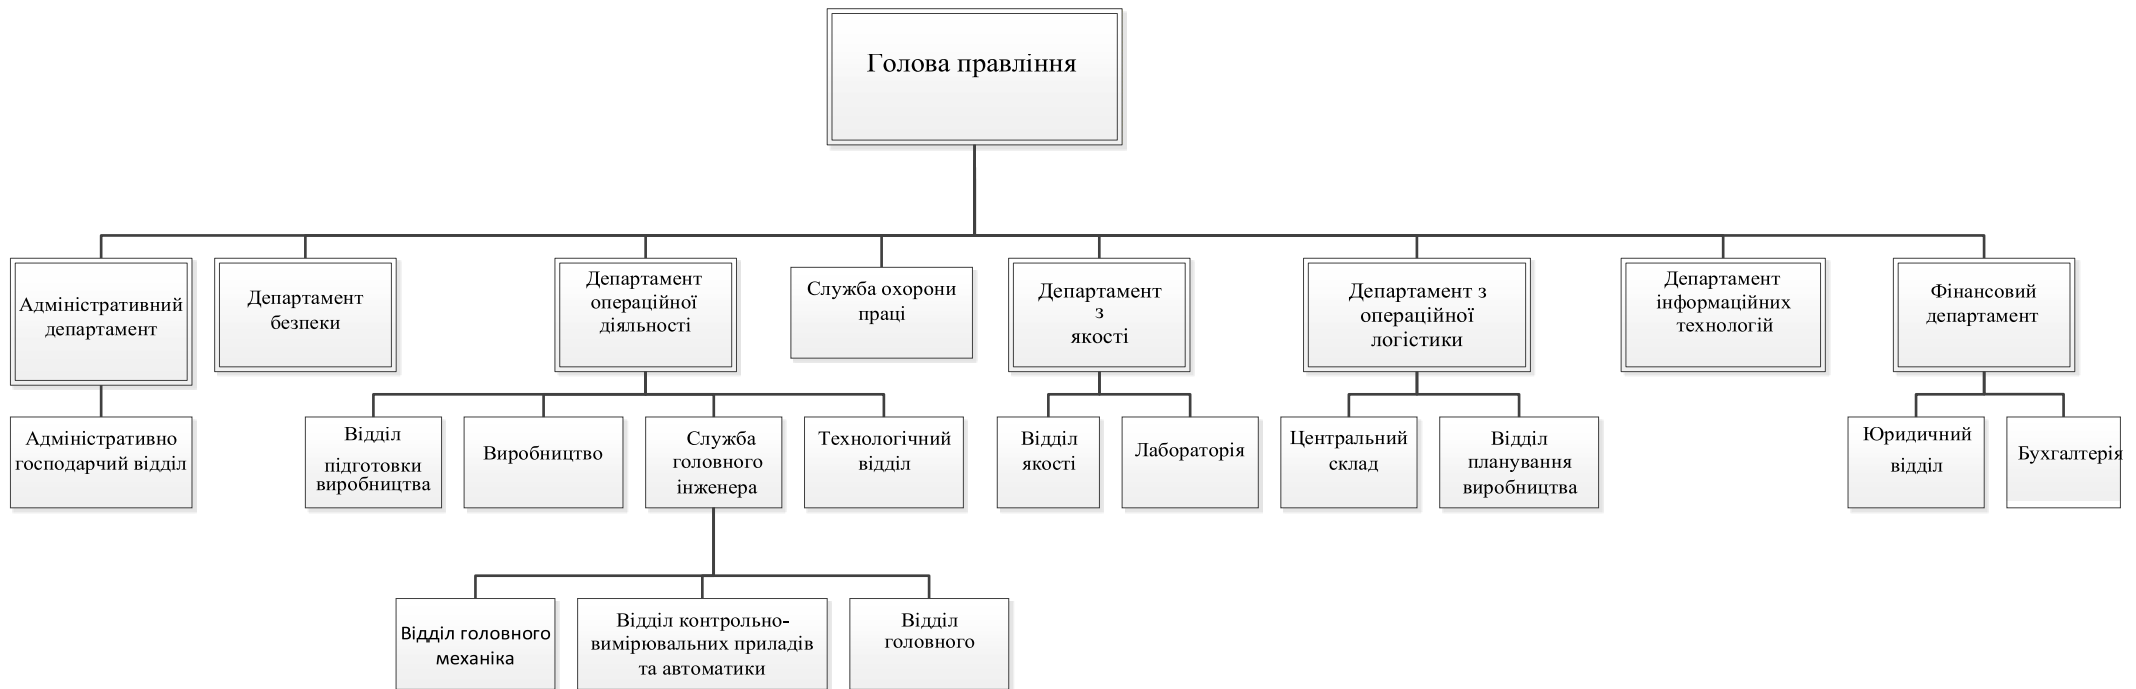 Голова правління
Адміністративний
департамент
Департамент
безпеки
Департамент
операційної
діяльності
Служба охорони
праці
Департамент
з
якості
Департамент з
операційної
логістики
Департамент
інформаційних
технологій
Фінансовий
департамент
Адміністративно
господарчий відділ
Відділ
підготовки
виробництва
Виробництво
Служба
головного
інженера
Технологічний
відділ
Відділ
якості
Лабораторія
Центральний
склад
Відділ
планування
виробництва
Юридичний
відділ
Бухгалтерія
Відділ головного
механіка
Відділ контрольно-
вимірювальних приладів
та автоматики
Відділ
головного